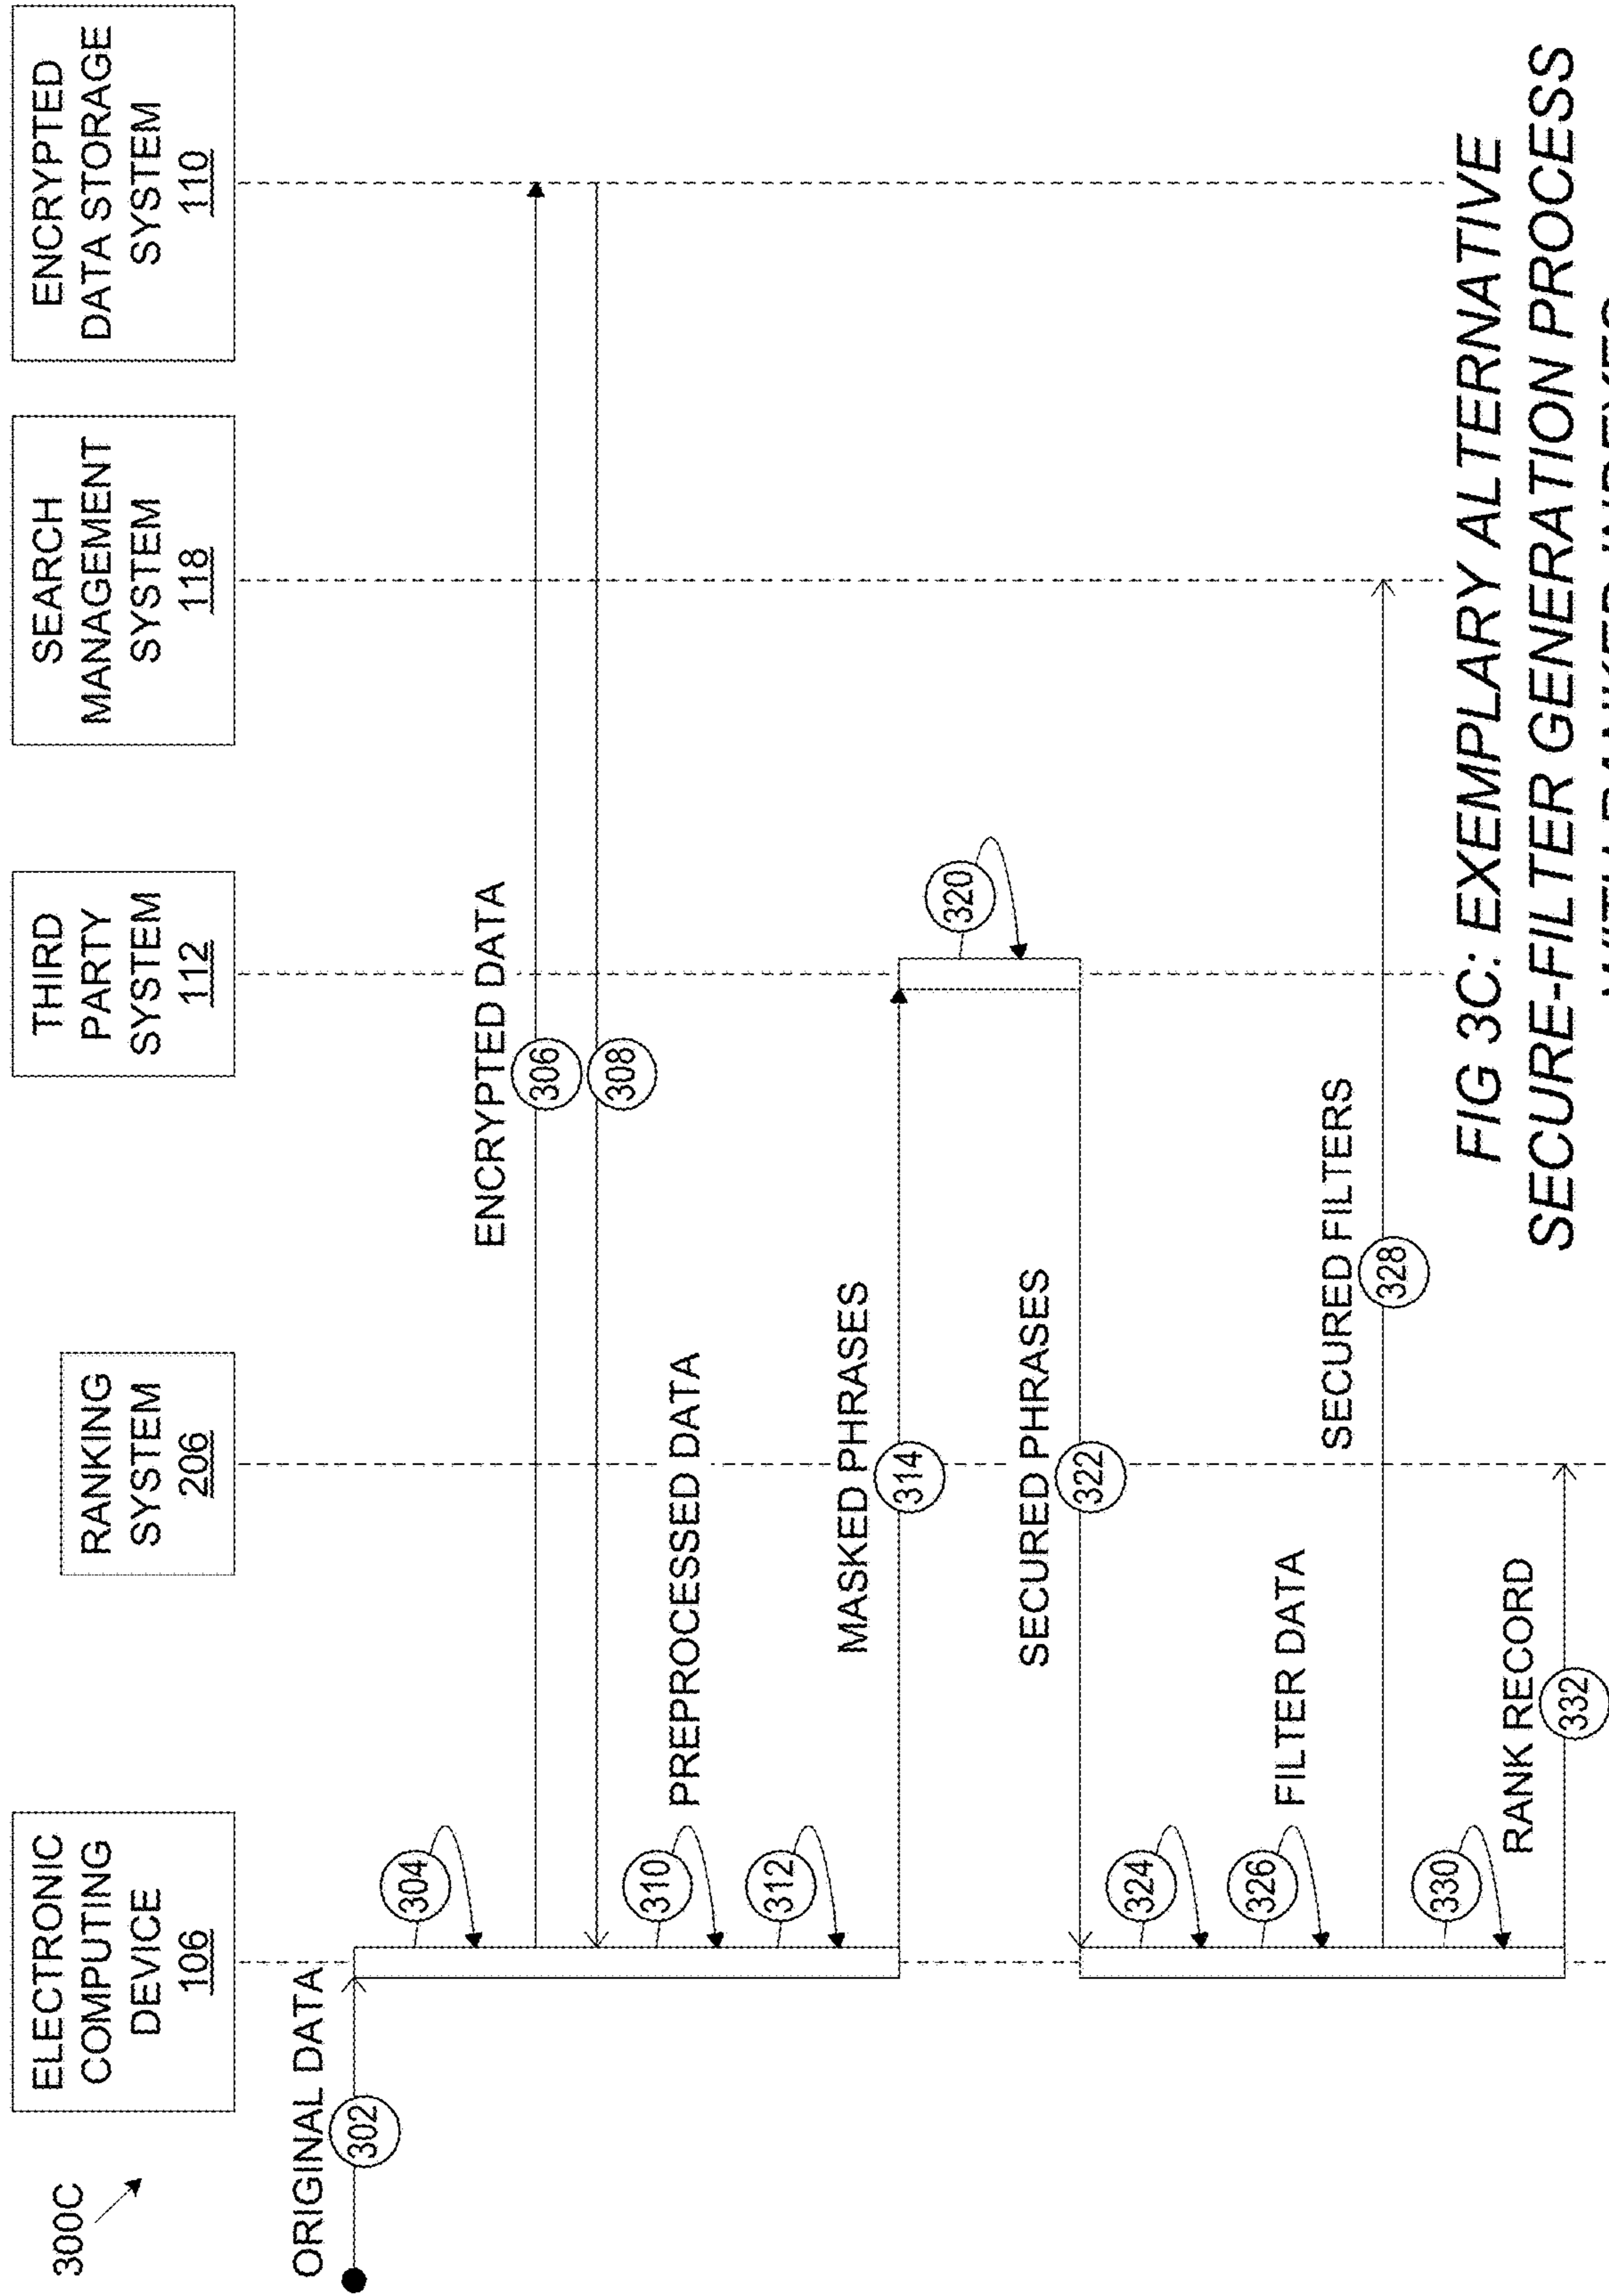 300C
ELECTRONIC
COMPUTING
DEVICE
106
RANKING
SYSTEM
206
THIRD
PARTY
SYSTEM
112
SEARCH
MANAGEMENT
SYSTEM
118
ENCRYPTED
DATA STORAGE
SYSTEM
110
ORIGINAL DATA
302
304
ENCRYPTED DATA
306
308
310
PREPROCESSED DATA
312
MASKED PHRASES
314
320
SECURED PHRASES
322
324
326
FILTER DATA
SECURED FILTERS
328
330
RANK RECORD
332
FIG 3C: EXEMPLARY ALTERNATIVE
SECURE-FILTER GENERATION PROCESS